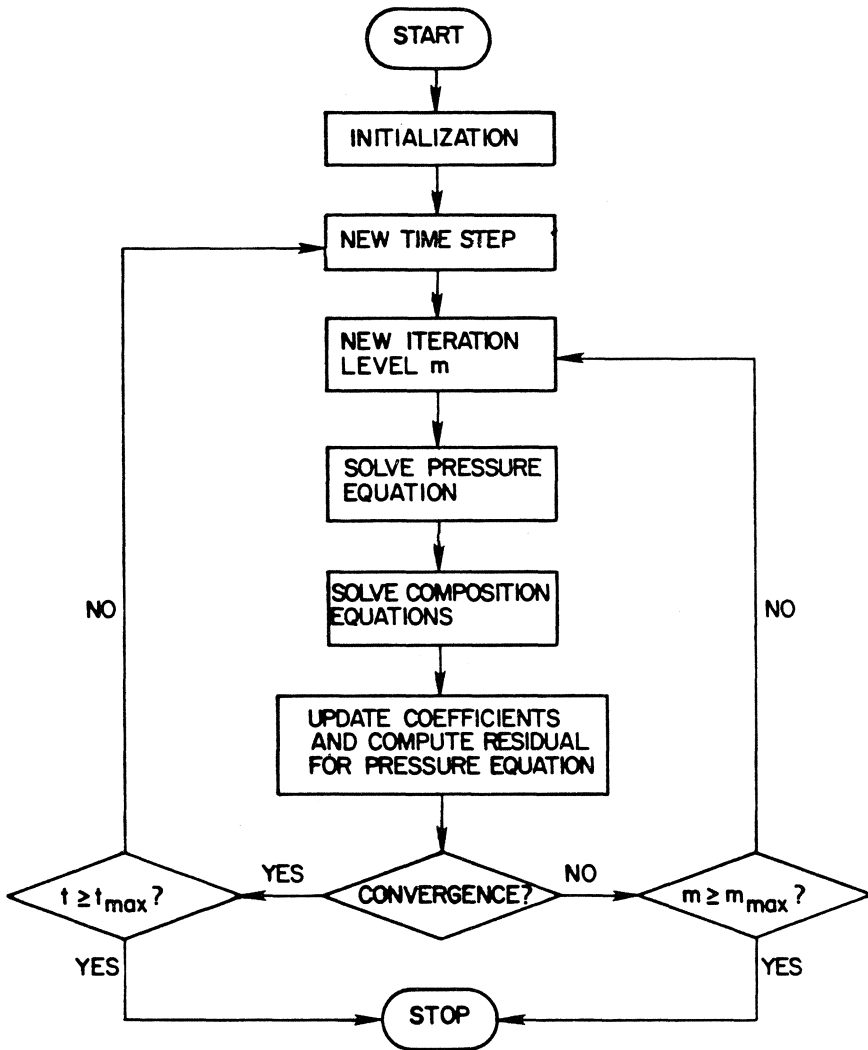 START
INITIALIZATION
NEW TIME STEP
NEW ITERATION
LEVEL m
SOLVE PRESSURE
EQUATION
SOLVE COMPOSITION
EQUATIONS
NO
NO
UPDATE COEFFICIENTS
AND COMPUTE RESIDUAL
FOR PRESSURE EQUATION
t ≥ tmax?
YES
CONVERGENCE?
NO
m ≥ mmax?
YES
YES
STOP